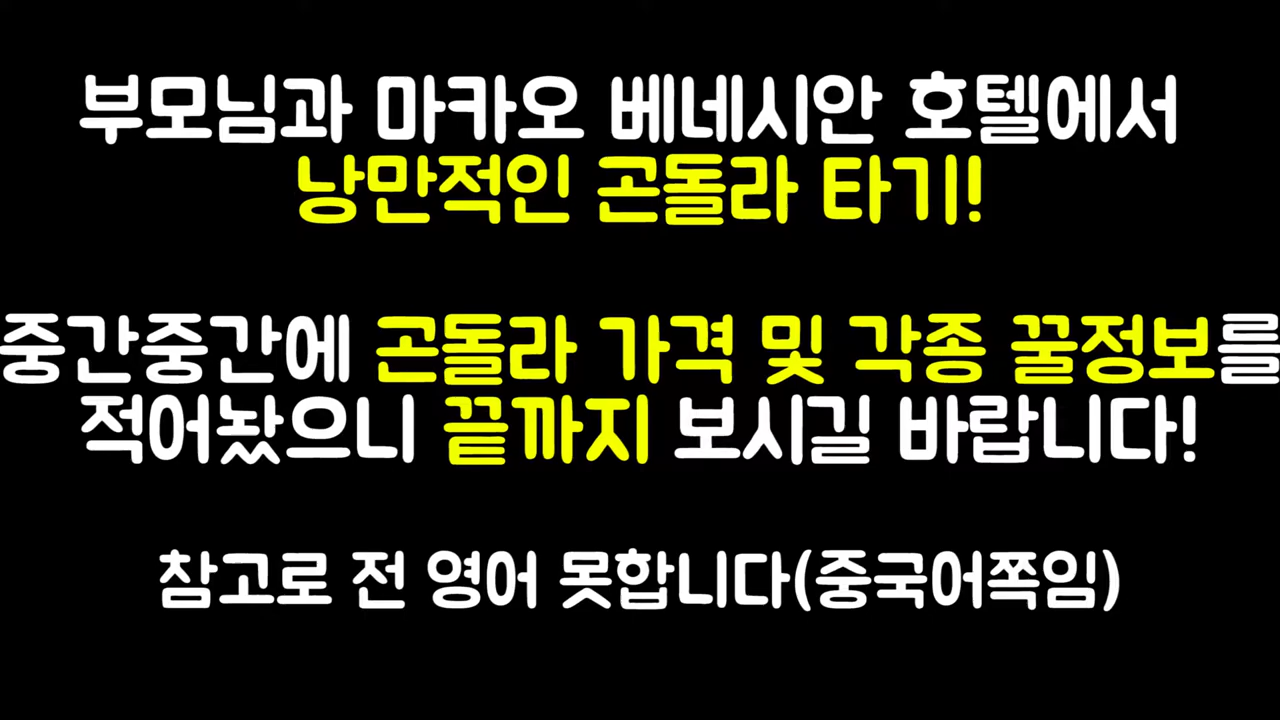 부모님과 마카오 베네시안 호텔에서
낭만적인 곤돌라 타기!
중간중간에 곤돌라 가격 및 각종 꿀정보를
적어놨으니 끝까지 보시길 바랍니다!
참고로 전 영어 못합니다(중국어쪽임)